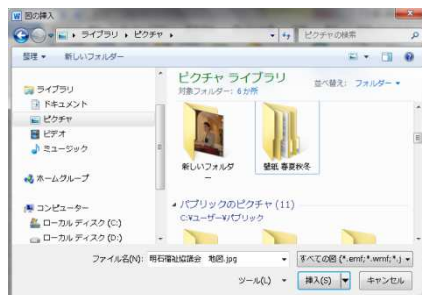 図の挿入
ライブラリ ▸ ピクチャ ▸
ピクチャの検索
整理 ▾ 新しいフォルダー
ライブラリ
ドキュメント
ピクチャ
ビデオ
ミュージック
ホームグループ
コンピューター
ローカル ディスク (C:)
ローカル ディスク (D:)
ピクチャ ライブラリ
対象フォルダー: 6 か所
並べ替え: フォルダー ▾
新しいフォルダー
壁紙 春夏秋冬
パブリックのピクチャ (11)
C:¥ユーザー¥パブリック
ファイル名(N): 明石福祉協議会 地図.jpg
すべての図 (*.emf;*.wmf;*.j
ツール(L) ▾ 挿入(S) ▾ キャンセル